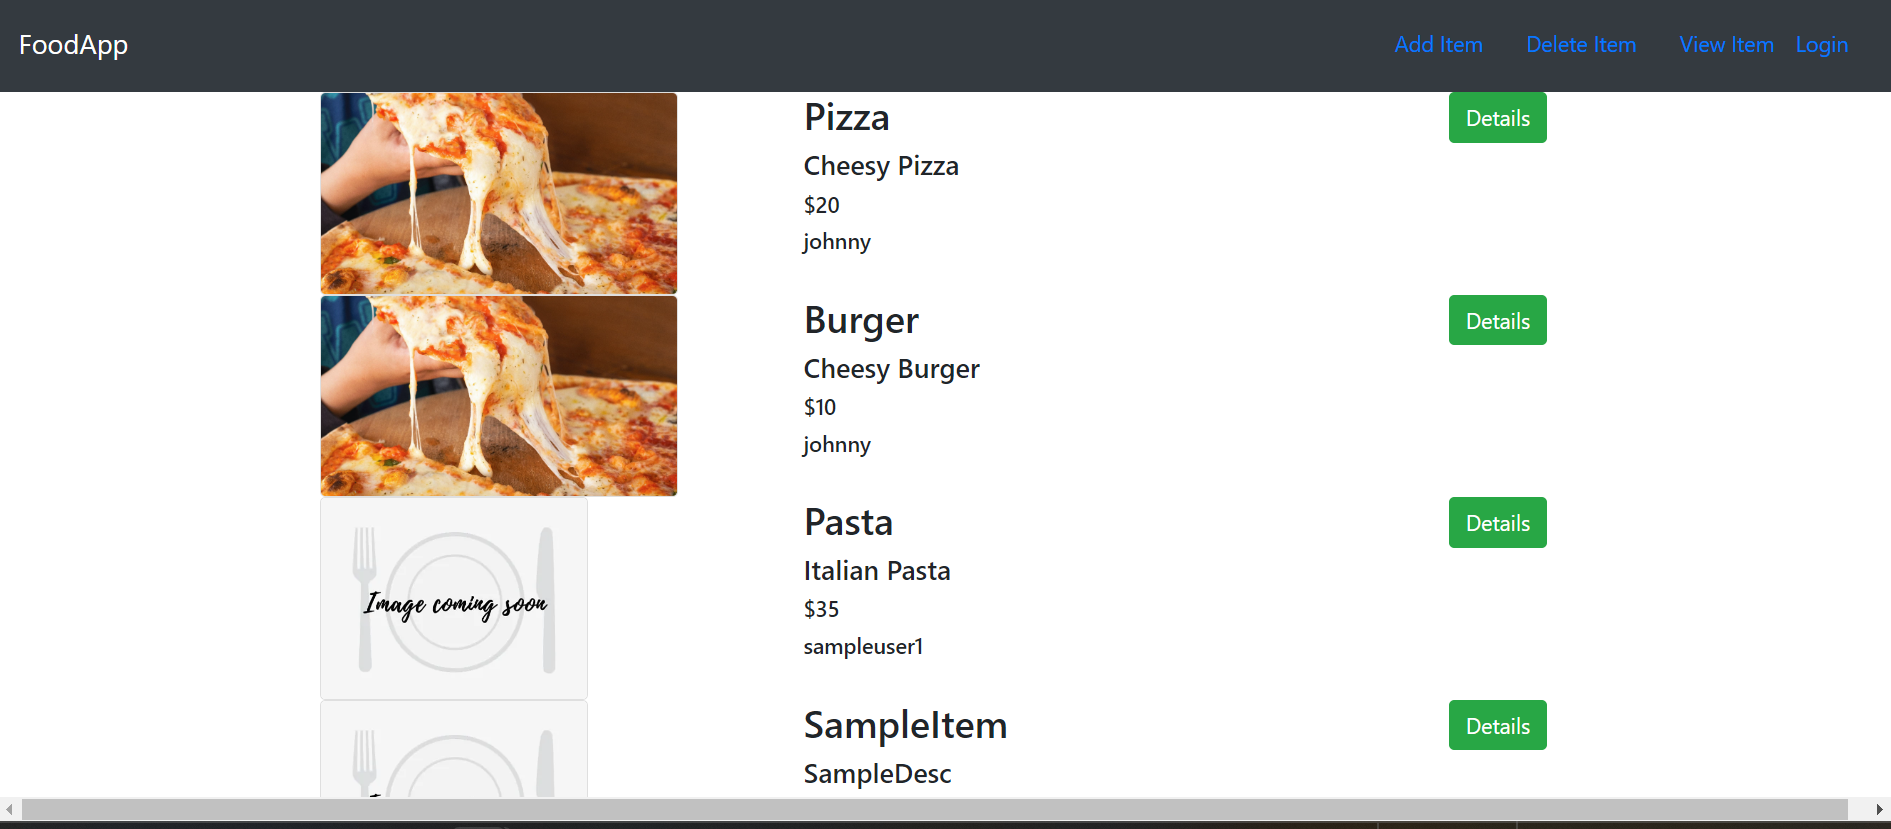 FoodApp
Add Item Delete Item View Item Login
Pizza
Details
Cheesy Pizza
$20
johnny
Burger
Details
Cheesy Burger
$10
johnny
Image coming soon
Pasta
Details
Italian Pasta
$35
sampleuser1
SampleItem
Details
SampleDesc